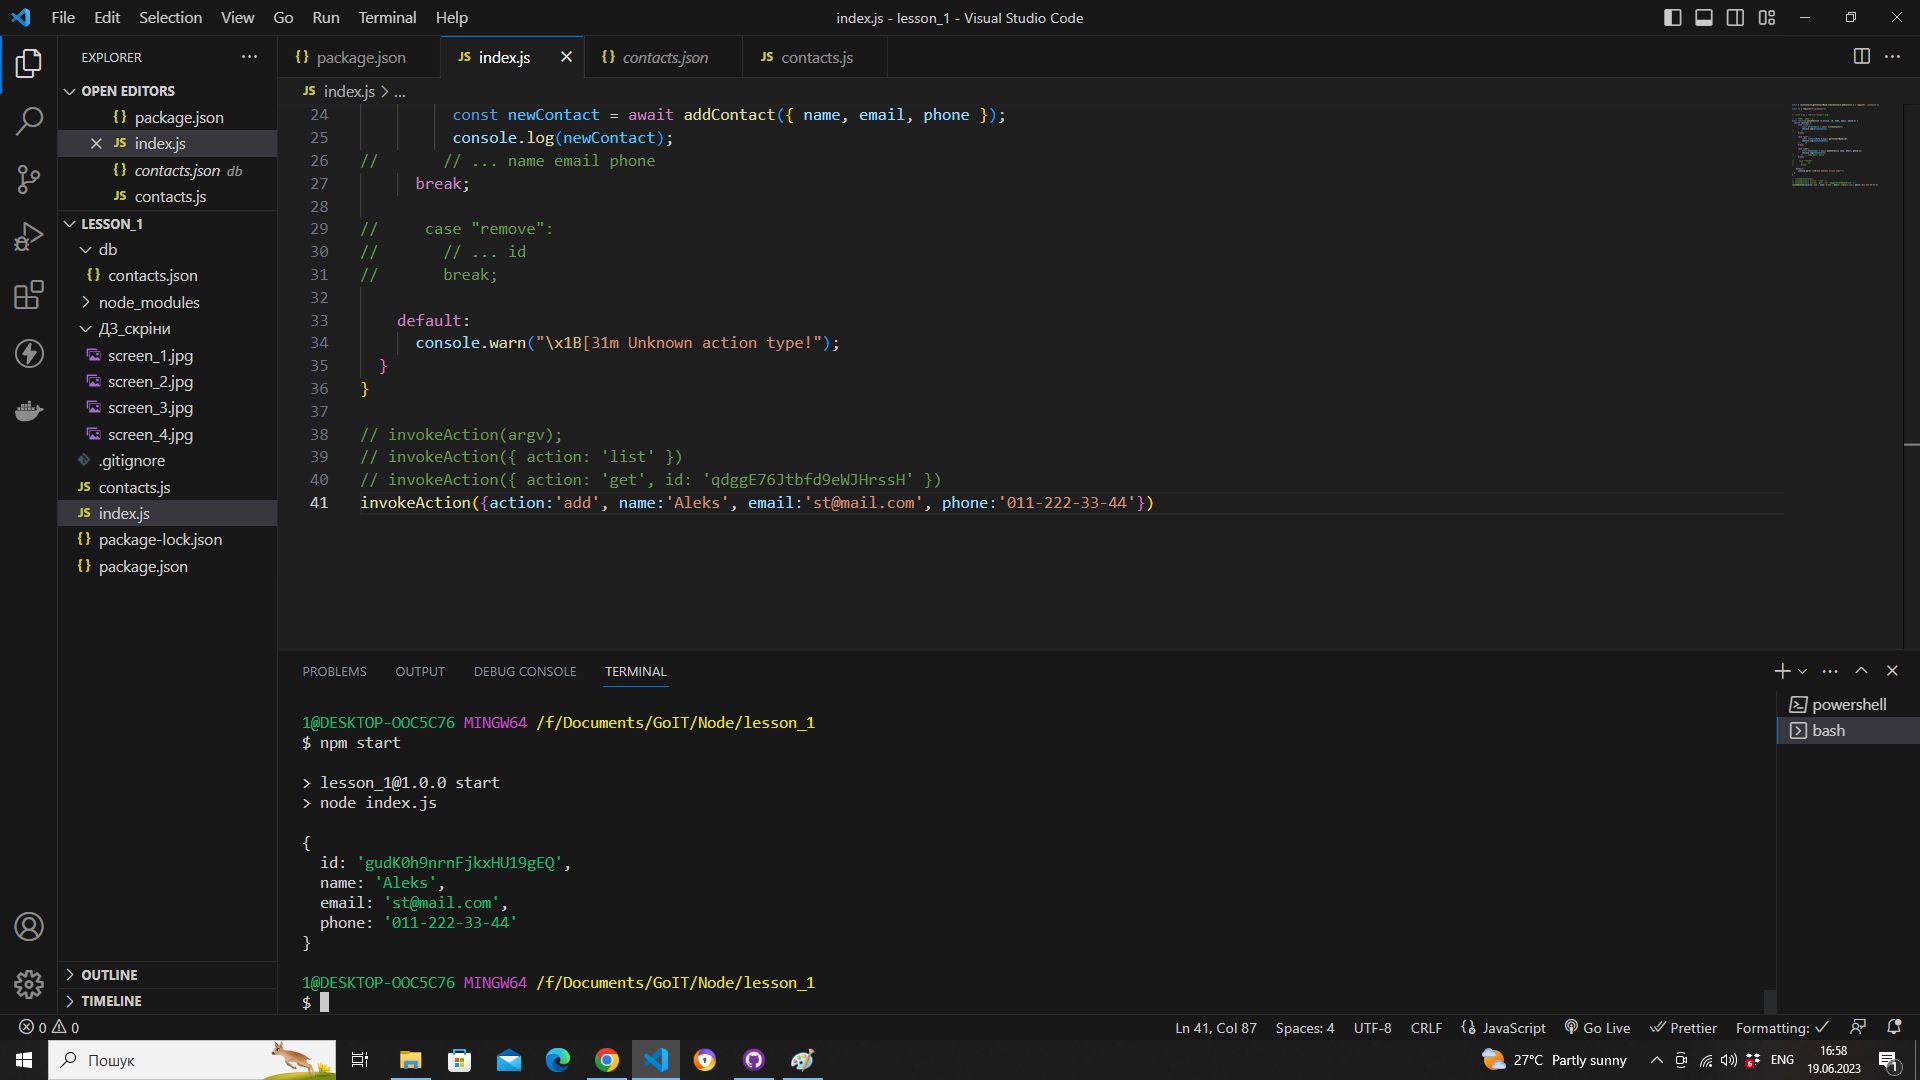 File Edit Selection View Go Run Terminal Help
index.js - lesson_1 - Visual Studio Code
EXPLORER
OPEN EDITORS
package.json
index.js
contacts.json db
contacts.js
LESSON_1
db
contacts.json
node_modules
ДЗ_скріни
screen_1.jpg
screen_2.jpg
screen_3.jpg
screen_4.jpg
.gitignore
contacts.js
index.js
package-lock.json
package.json
OUTLINE
TIMELINE
package.json index.js contacts.json contacts.js
JS index.js > ...
24 const newContact = await addContact({ name, email, phone });
25 console.log(newContact);
26 // // ... name email phone
27 break;
28
29 // case "remove":
30 // // ... id
31 // break;
32
33 default:
34 console.warn("\x1B[31m Unknown action type!");
35 }
36 }
37
38 // invokeAction(argv);
39 // invokeAction({ action: 'list' })
40 // invokeAction({ action: 'get', id: 'qdggE76Jtbfd9eWJHrssH' })
41 invokeAction({action:'add', name:'Aleks', email:'st@mail.com', phone:'011-222-33-44'})
PROBLEMS OUTPUT DEBUG CONSOLE TERMINAL
1@DESKTOP-OOC5C76 MINGW64 /f/Documents/GoIT/Node/lesson_1
$ npm start
> lesson_1@1.0.0 start
> node index.js
{
id: 'gudK0h9nrnFjkxHU19gEQ',
name: 'Aleks',
email: 'st@mail.com',
phone: '011-222-33-44'
}
1@DESKTOP-OOC5C76 MINGW64 /f/Documents/GoIT/Node/lesson_1
$
powershell
bash
0 0
Ln 41, Col 87 Spaces: 4 UTF-8 CRLF {} JavaScript Go Live Prettier Formatting: ✓
Пошук
27°C Partly sunny
ENG
16:58
19.06.2023
1